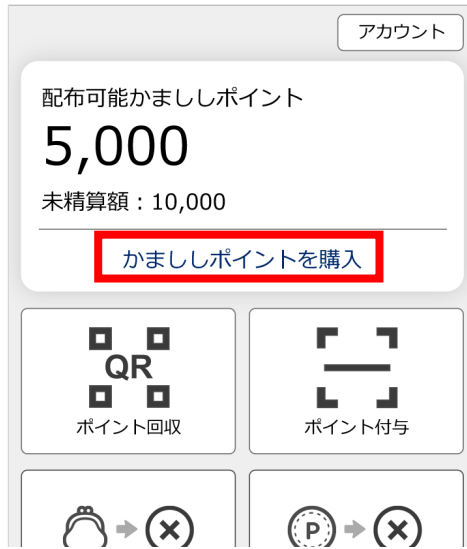 アカウント
配布可能かまししポイント
5,000
未精算額：10,000
かまししポイントを購入
QR
ポイント回収
ポイント付与
P